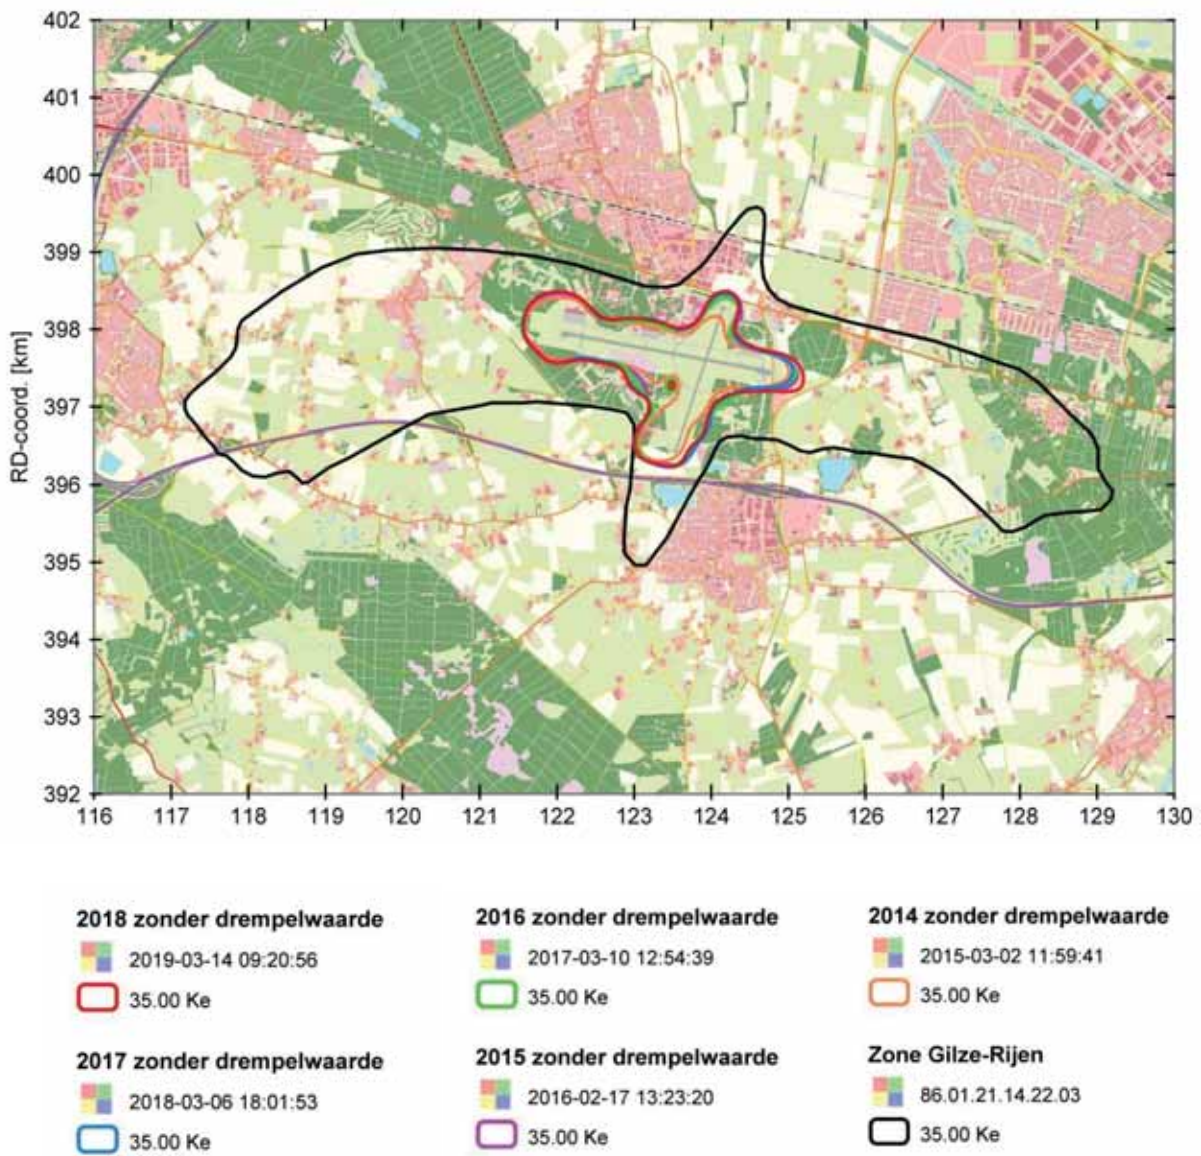 402
401
400
399
398
397
396
395
394
393
392
RD-coord. [km]
116 117 118 119 120 121 122 123 124 125 126 127 128 129 130
2018 zonder drempelwaarde
2019-03-14 09:20:56
35.00 Ke
2016 zonder drempelwaarde
2017-03-10 12:54:39
35.00 Ke
2014 zonder drempelwaarde
2015-03-02 11:59:41
35.00 Ke
2017 zonder drempelwaarde
2018-03-06 18:01:53
35.00 Ke
2015 zonder drempelwaarde
2016-02-17 13:23:20
35.00 Ke
Zone Gilze-Rijen
86.01.21.14.22.03
35.00 Ke